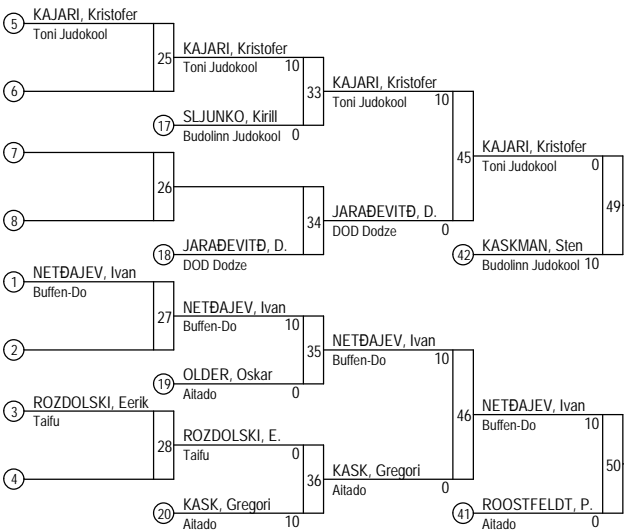 5 KAJARI, Kristofer
Toni Judokool
25
6
KAJARI, Kristofer
Toni Judokool 10
33
17 SLJUNKO, Kirill
Budolinn Judokool 0
KAJARI, Kristofer
Toni Judokool 10
45
7
26
8
34
18 JARAĐEVITĐ, D.
DOD Dodze
JARAĐEVITĐ, D.
DOD Dodze 0
KAJARI, Kristofer
Toni Judokool 0
49
42 KASKMAN, Sten
Budolinn Judokool 10
1 NETĐAJEV, Ivan
Buffen-Do
27
2
NETĐAJEV, Ivan
Buffen-Do 10
35
19 OLDER, Oskar
Aitado 0
NETĐAJEV, Ivan
Buffen-Do 10
46
3 ROZDOLSKI, Eerik
Taifu
28
4
ROZDOLSKI, E.
Taifu 0
36
20 KASK, Gregori
Aitado 10
KASK, Gregori
Aitado 0
NETĐAJEV, Ivan
Buffen-Do 10
50
41 ROOSTFELDT, P.
Aitado 0